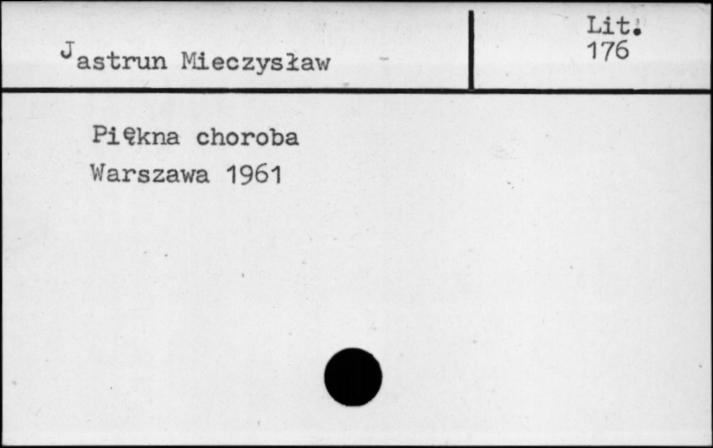 Jastrun Mieczysław
Lit.
176
Piękna choroba
Warszawa 1961